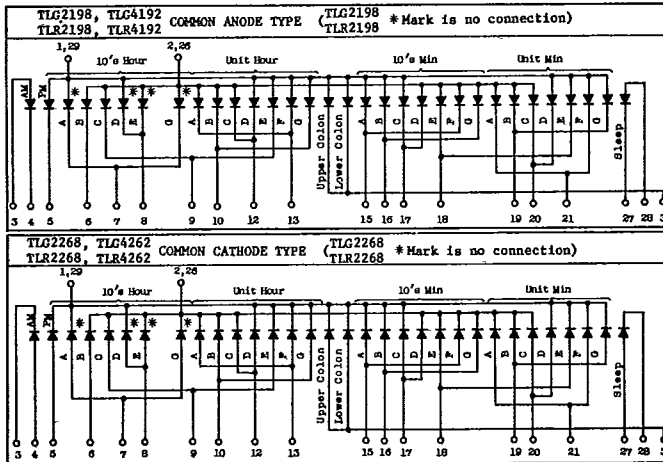 TLG2198, TLG4192 COMMON ANODE TYPE (TLG2198 *Mark is no connection)
TLR2198, TLR4192 TLR2198
1,29 2,26
10's Hour Unit Hour 10's Min Unit Min
AM PM * * * *
A B C D E G A B C D E F G Upper Colon Lower Colon A B C D E F G A B C D E F G Sleep
3 4 5 6 7 8 9 10 12 13 15 16 17 18 19 20 21 27 28
TLG2268, TLG4262 COMMON CATHODE TYPE (TLG2268 *Mark is no connection)
TLR2268, TLR4262 TLR2268
1,29 2,26
10's Hour Unit Hour 10's Min Unit Min
AM PM * * * *
A B C D E G A B C D E F G Upper Colon Lower Colon A B C D E F G A B C D E F G Sleep
3 4 5 6 7 8 9 10 12 13 15 16 17 18 19 20 21 27 28